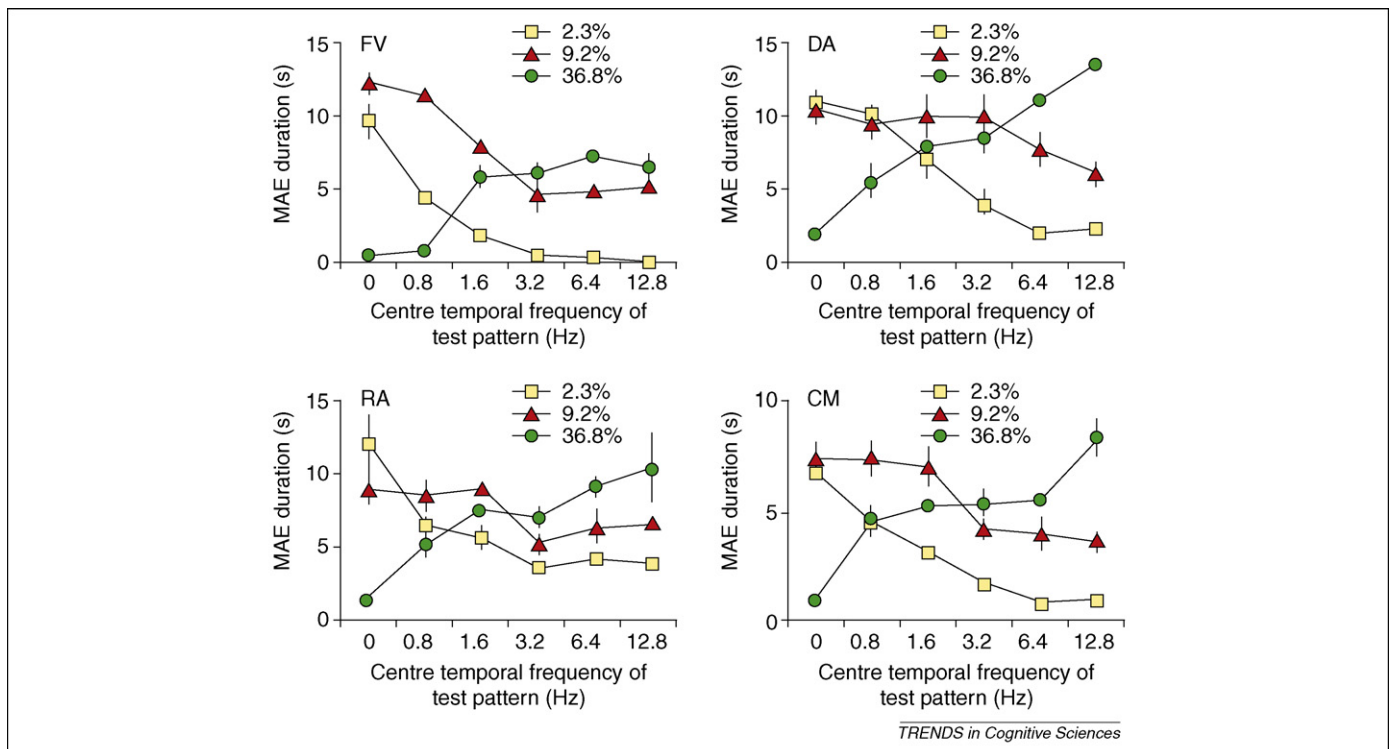 FV
2.3%
9.2%
36.8%
MAE duration (s)
15
10
5
0
0 0.8 1.6 3.2 6.4 12.8
Centre temporal frequency of
test pattern (Hz)
DA
2.3%
9.2%
36.8%
MAE duration (s)
15
10
5
0
0 0.8 1.6 3.2 6.4 12.8
Centre temporal frequency of
test pattern (Hz)
RA
2.3%
9.2%
36.8%
MAE duration (s)
15
10
5
0
0 0.8 1.6 3.2 6.4 12.8
Centre temporal frequency of
test pattern (Hz)
CM
2.3%
9.2%
36.8%
MAE duration (s)
10
5
0
0 0.8 1.6 3.2 6.4 12.8
Centre temporal frequency of
test pattern (Hz)
TRENDS in Cognitive Sciences